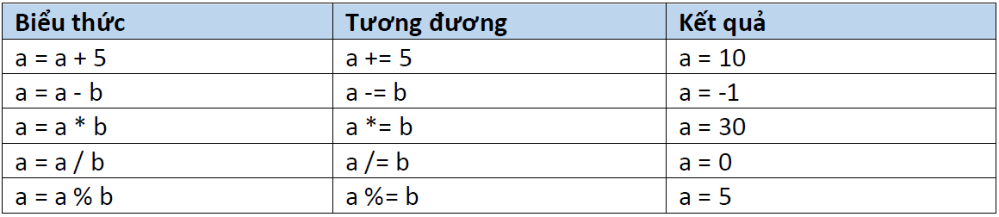 Biểu thức Tương đương Kết quả
a = a + 5 a += 5 a = 10
a = a - b a -= b a = -1
a = a * b a *= b a = 30
a = a / b a /= b a = 0
a = a % b a %= b a = 5